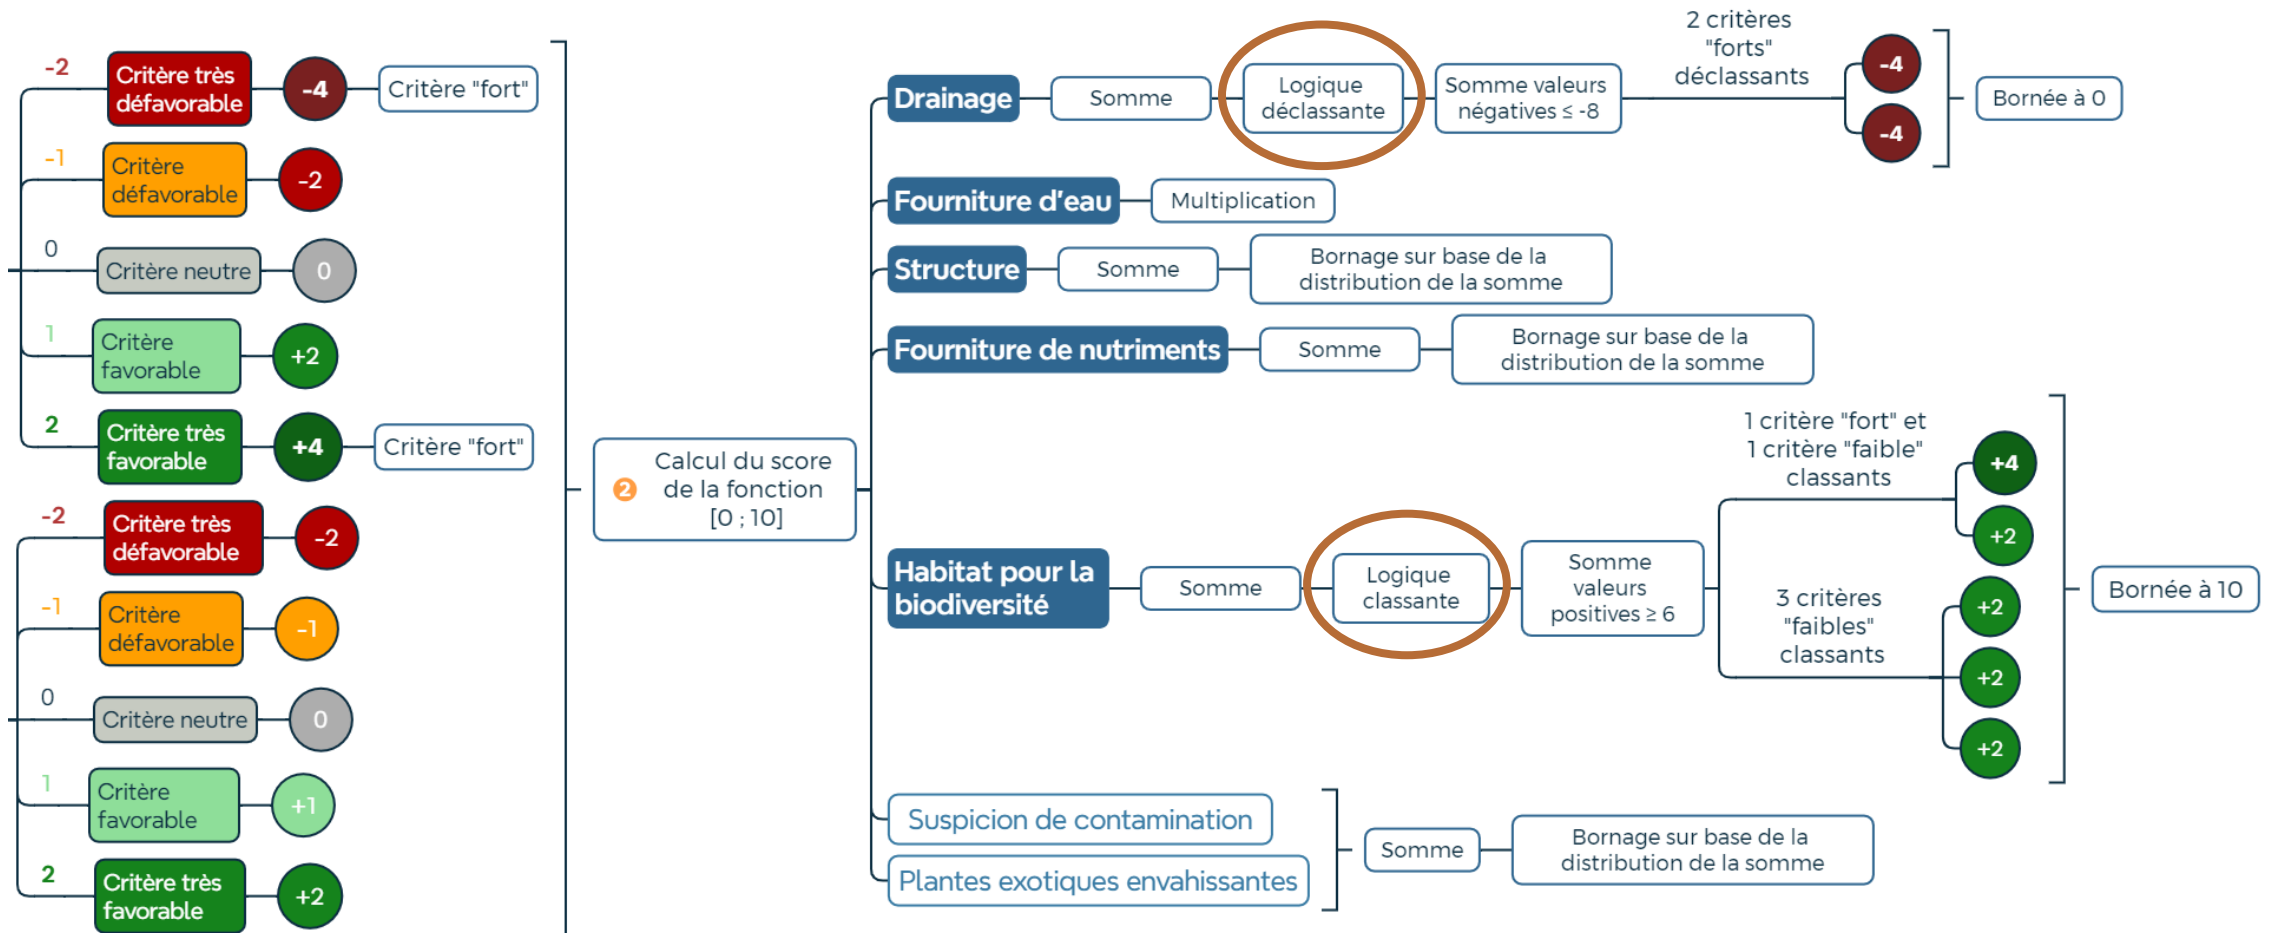 -2
Critère très
défavorable
-4
Critère "fort"
-1
Critère
défavorable
-2
0
Critère neutre
0
1
Critère
favorable
+2
2
Critère très
favorable
+4
Critère "fort"
-2
Critère très
défavorable
-2
-1
Critère
défavorable
-1
0
Critère neutre
0
1
Critère
favorable
+1
2
Critère très
favorable
+2
2
Calcul du score
de la fonction
[0 ; 10]
Drainage
Somme
Logique
déclassante
Somme valeurs
négatives ≤ -8
2 critères
"forts"
déclassants
-4
-4
Bornée à 0
Fourniture d'eau
Multiplication
Structure
Somme
Bornage sur base de la
distribution de la somme
Fourniture de nutriments
Somme
Bornage sur base de la
distribution de la somme
Habitat pour la
biodiversité
Somme
Logique
classante
Somme
valeurs
positives ≥ 6
1 critère "fort" et
1 critère "faible"
classants
+4
+2
3 critères
"faibles"
classants
+2
+2
+2
Bornée à 10
Suspicion de contamination
Plantes exotiques envahissantes
Somme
Bornage sur base de la
distribution de la somme